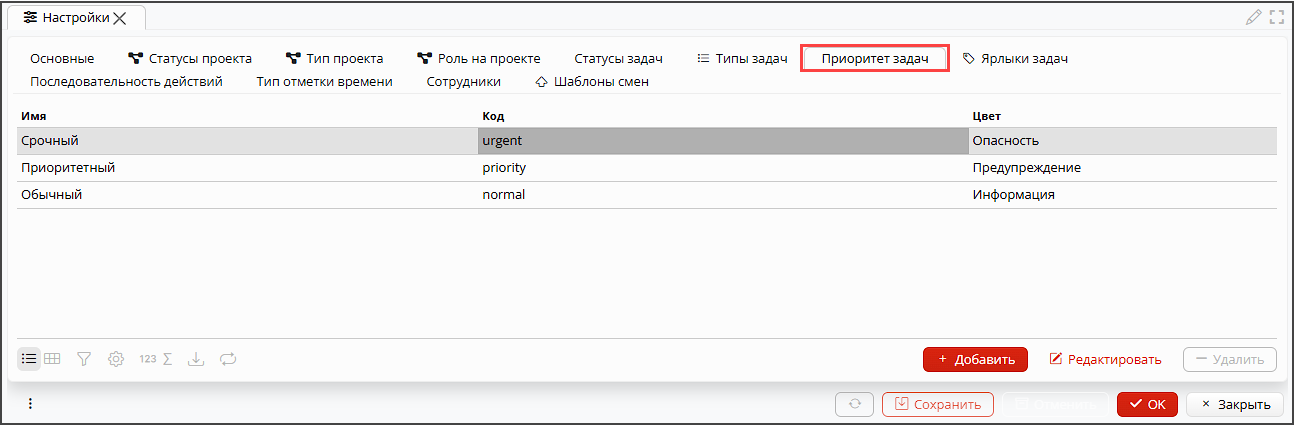 Настройки
Основные Статусы проекта Тип проекта Роль на проекте Статусы задач Типы задач Приоритет задач Ярлыки задач
Последовательность действий Тип отметки времени Сотрудники Шаблоны смен
Имя Код Цвет
Срочный urgent Опасность
Приоритетный priority Предупреждение
Обычный normal Информация
123 Σ + Добавить Редактировать — Удалить
Сохранить OK × Закрыть